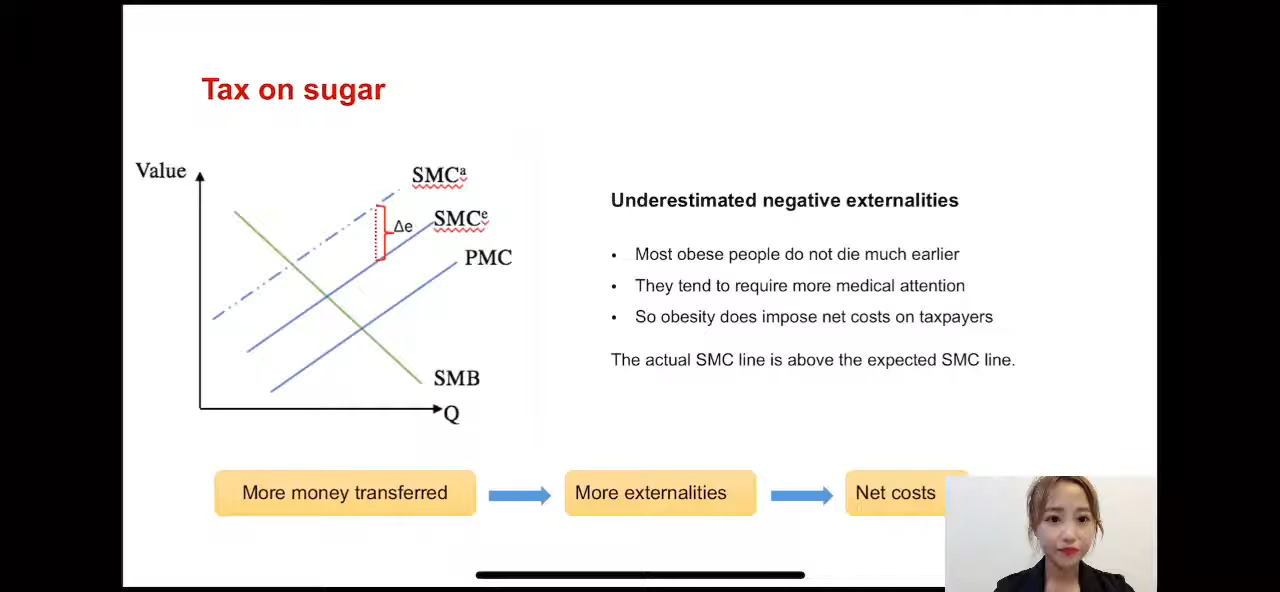 Tax on sugar
Value
SMCᵃ
Δe
SMCᵉ
PMC
SMB
Q
Underestimated negative externalities
• Most obese people do not die much earlier
• They tend to require more medical attention
• So obesity does impose net costs on taxpayers
The actual SMC line is above the expected SMC line.
More money transferred
More externalities
Net costs